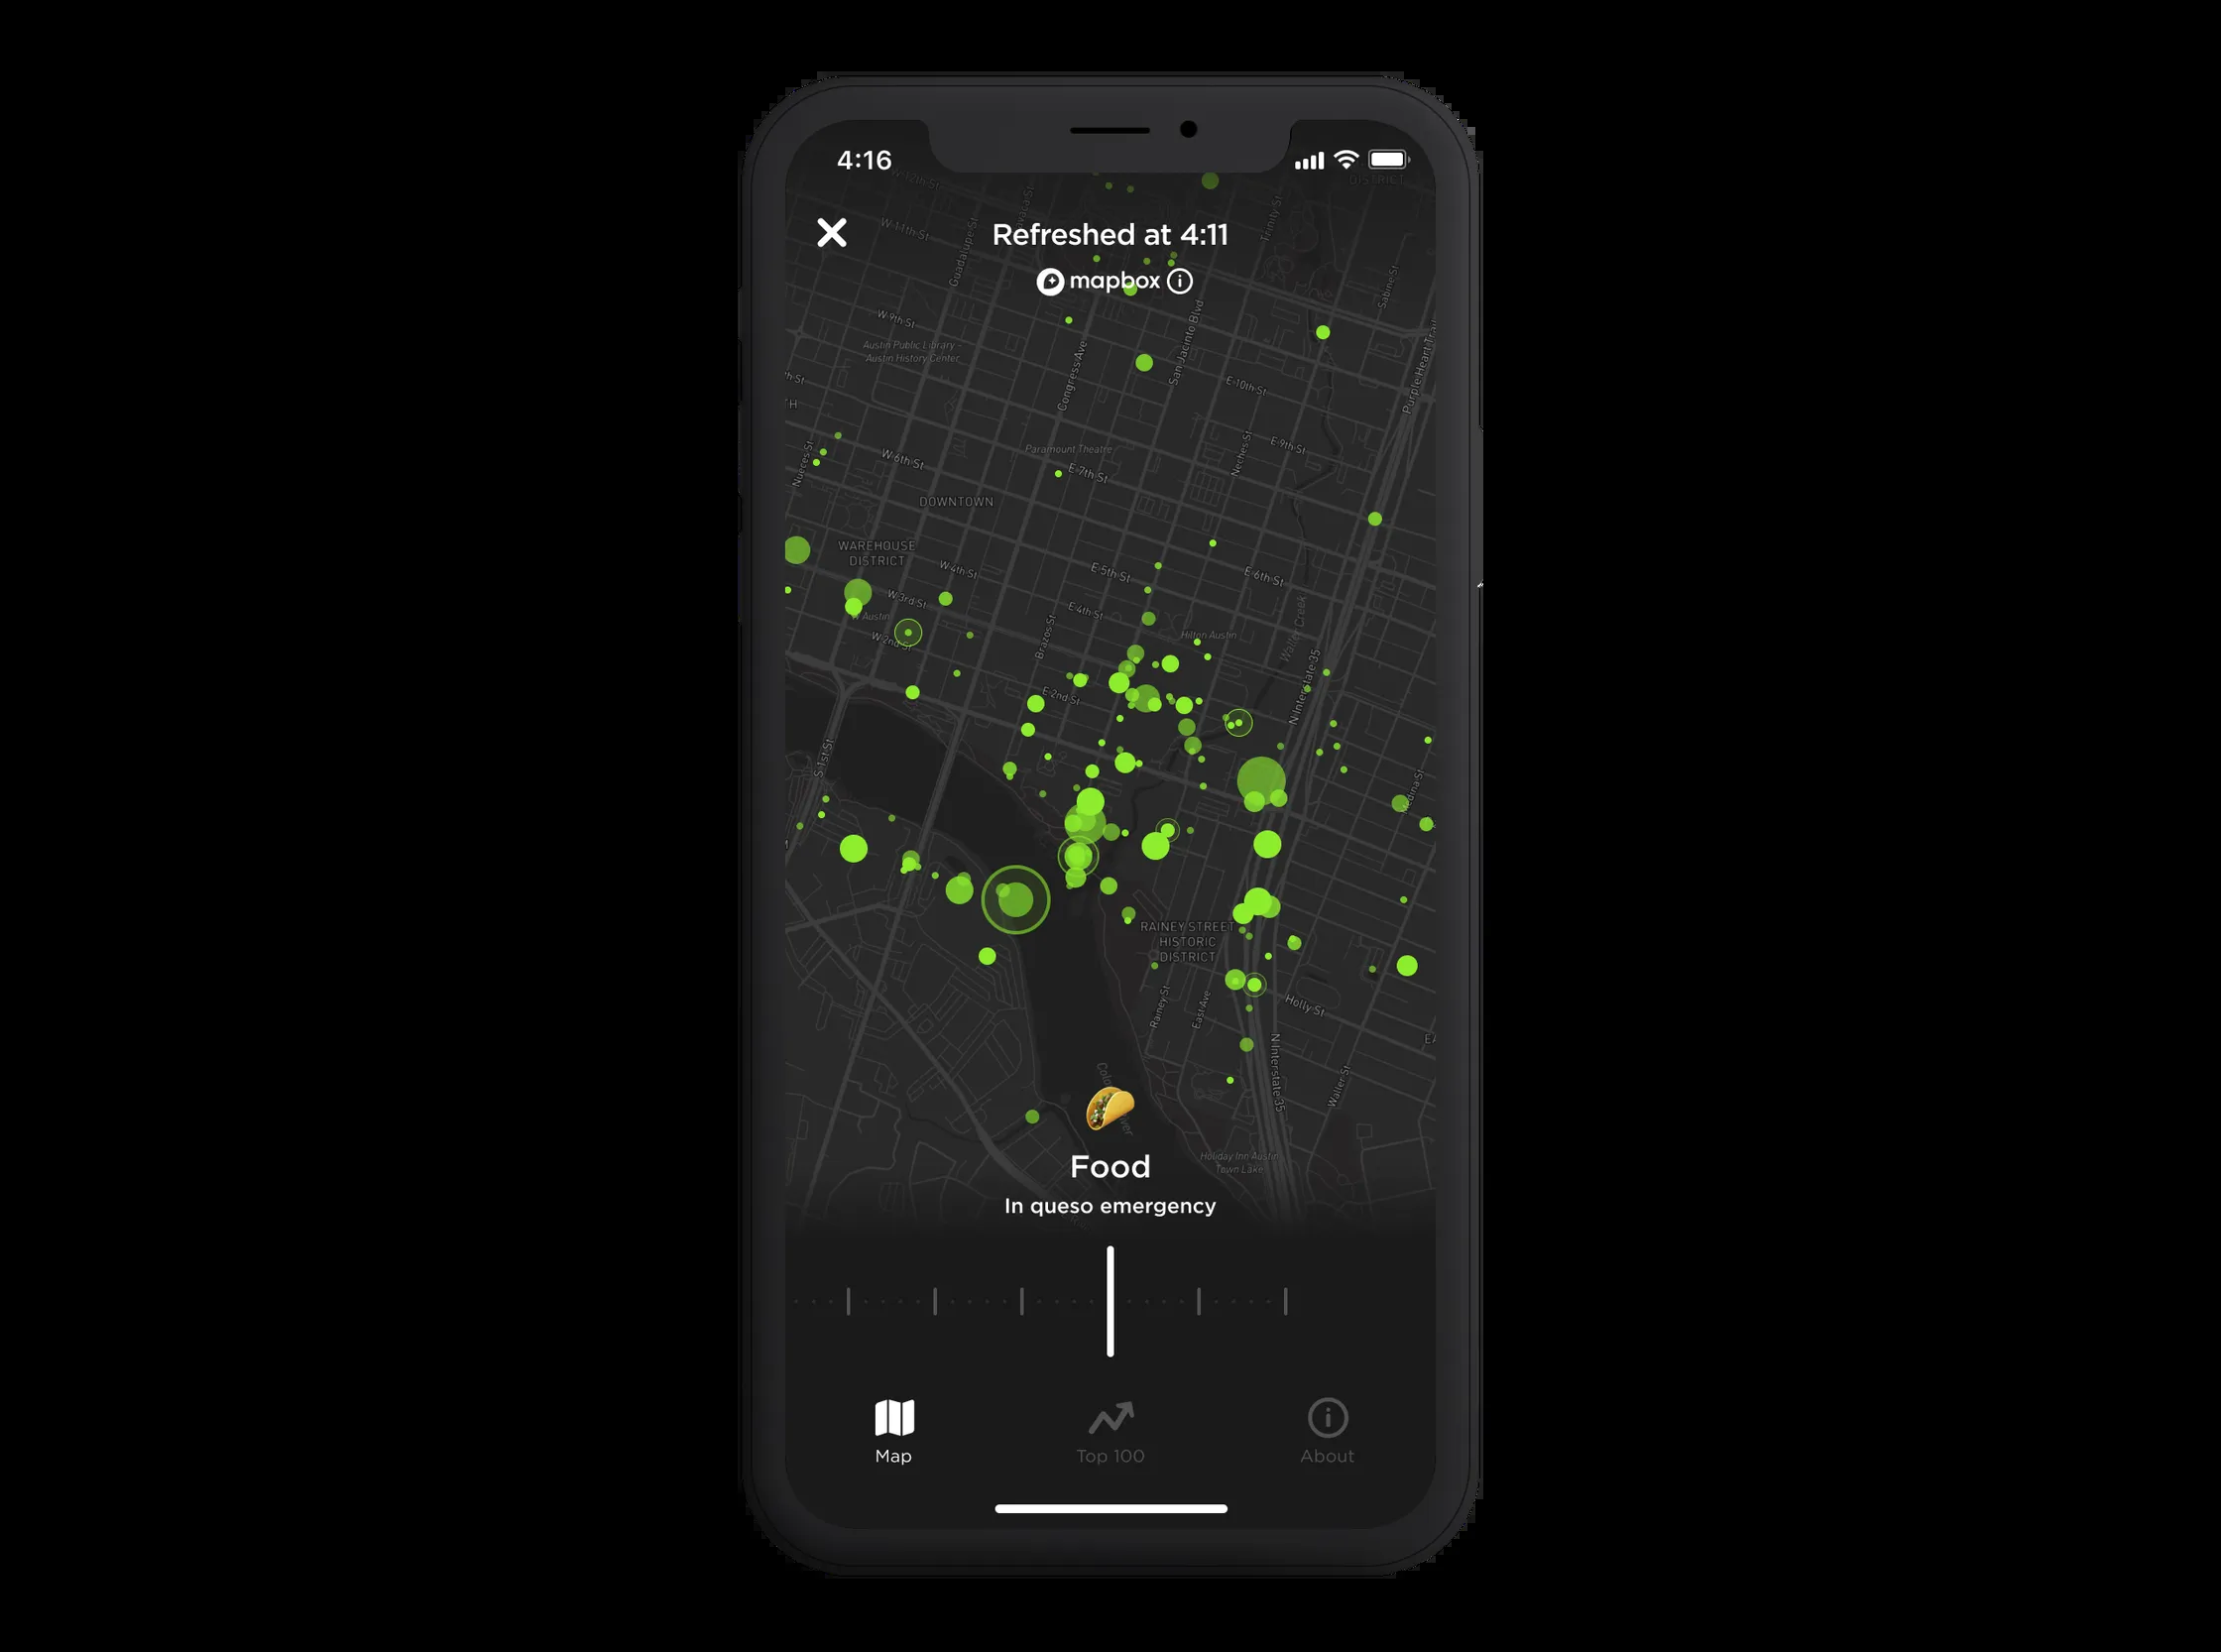 4:16
DISTRICT
W 12th St
Refreshed at 4:11
W 11th St
Guadalupe St
Trinity St
mapbox
Sabine St
W 9th St
San Jacinto Blvd
Austin Public Library -
Austin History Center
Congress Ave
Purple Heart Trail
E 10th St
Nueces St
W 6th St
Paramount Theatre
E 7th St
Neches St
E 9th St
DOWNTOWN
WAREHOUSE
DISTRICT
W 4th St
E 5th St
E 6th St
W 3rd St
E 4th St
Austin
W 2nd St
Brazos St
Hilton Austin
Waller Creek
E 2nd St
N Interstate 35
S 1st St
Medina St
RAINEY STREET
HISTORIC
DISTRICT
Rainey St
East Ave
Holly St
N Interstate 35
Waller St
Holiday Inn Austin
Town Lake
Food
In queso emergency
Map
Top 100
About